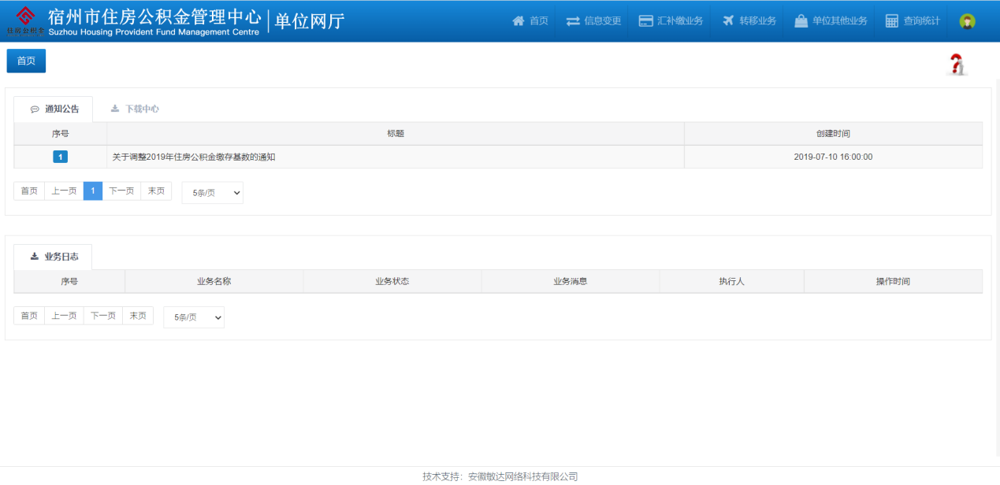 宿州市住房公积金管理中心 单位网厅
Suzhou Housing Provident Fund Management Centre
住房公积金
首页 信息变更 汇补缴业务 转移业务 单位其他业务 查询统计
首页
通知公告 下载中心
序号 标题 创建时间
1 关于调整2019年住房公积金缴存基数的通知 2019-07-10 16:00:00
首页 上一页 1 下一页 末页 5条/页
业务日志
序号 业务名称 业务状态 业务消息 执行人 操作时间
首页 上一页 下一页 末页 5条/页
技术支持：安徽敏达网络科技有限公司